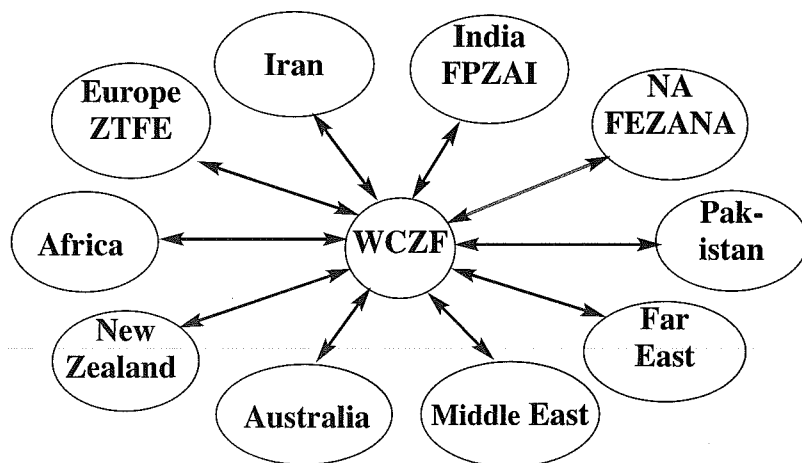 India
FPZAI
Iran
NA
FEZANA
Europe
ZTFE
Pak-
istan
WCZF
Africa
Far
East
New
Zealand
Australia
Middle East